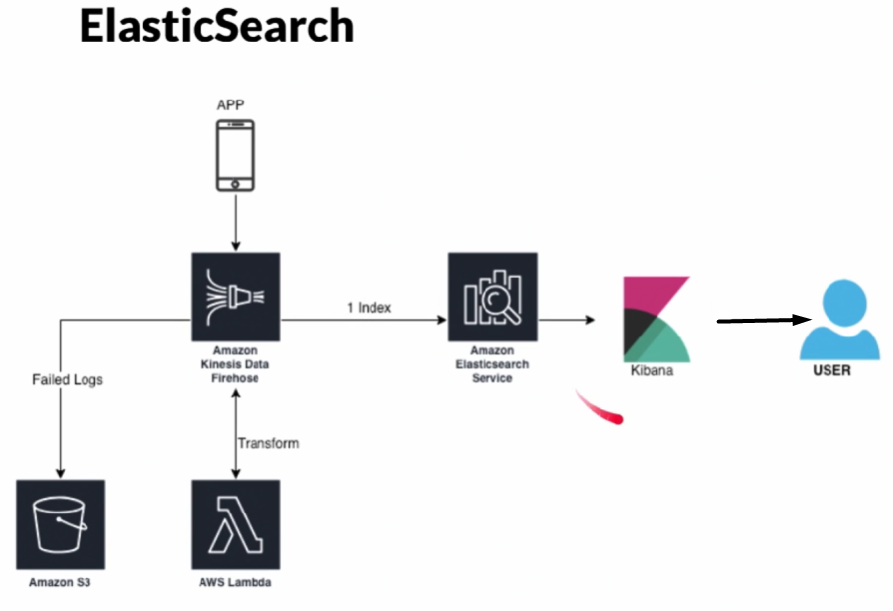 ElasticSearch
APP
1 Index
Amazon
Kinesis Data
Firehose
Amazon
Elasticsearch
Service
Kibana
USER
Failed Logs
Transform
Amazon S3
AWS Lambda